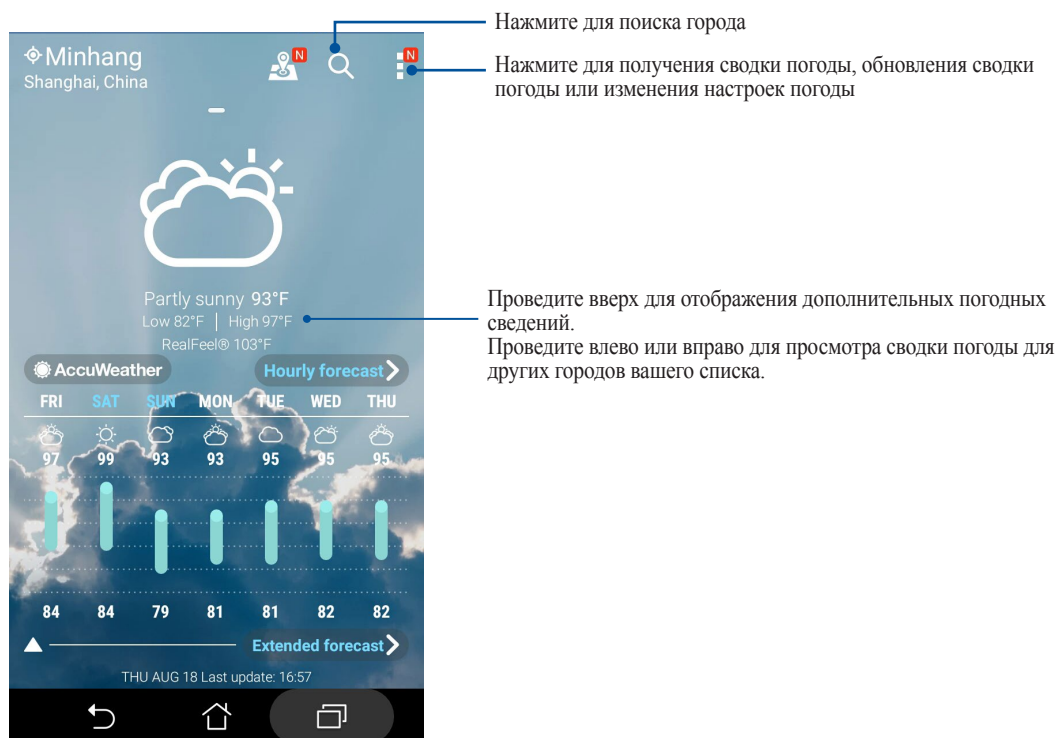 Нажмите для поиска города
Minhang
Shanghai, China
N
N
Нажмите для получения сводки погоды, обновления сводки
погоды или изменения настроек погоды
Partly sunny 93°F
Low 82°F | High 97°F
RealFeel® 103°F
Проведите вверх для отображения дополнительных погодных
сведений.
Проведите влево или вправо для просмотра сводки погоды для
других городов вашего списка.
AccuWeather Hourly forecast
FRI SAT SUN MON TUE WED THU
97 99 93 93 95 95 95
84 84 79 81 81 82 82
Extended forecast
THU AUG 18 Last update: 16:57